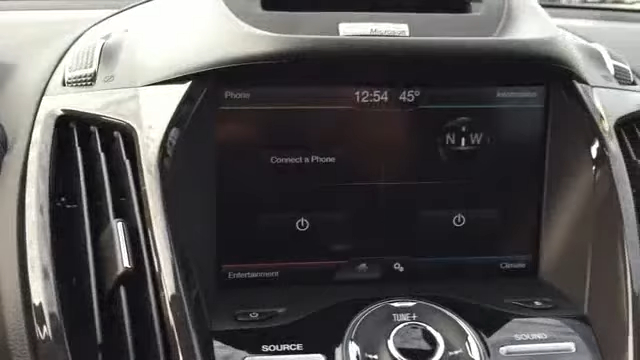 Microsoft
Phone 12:54 45° Information
N W
Connect a Phone
Entertainment Climate
TUNE+
SOURCE SOUND